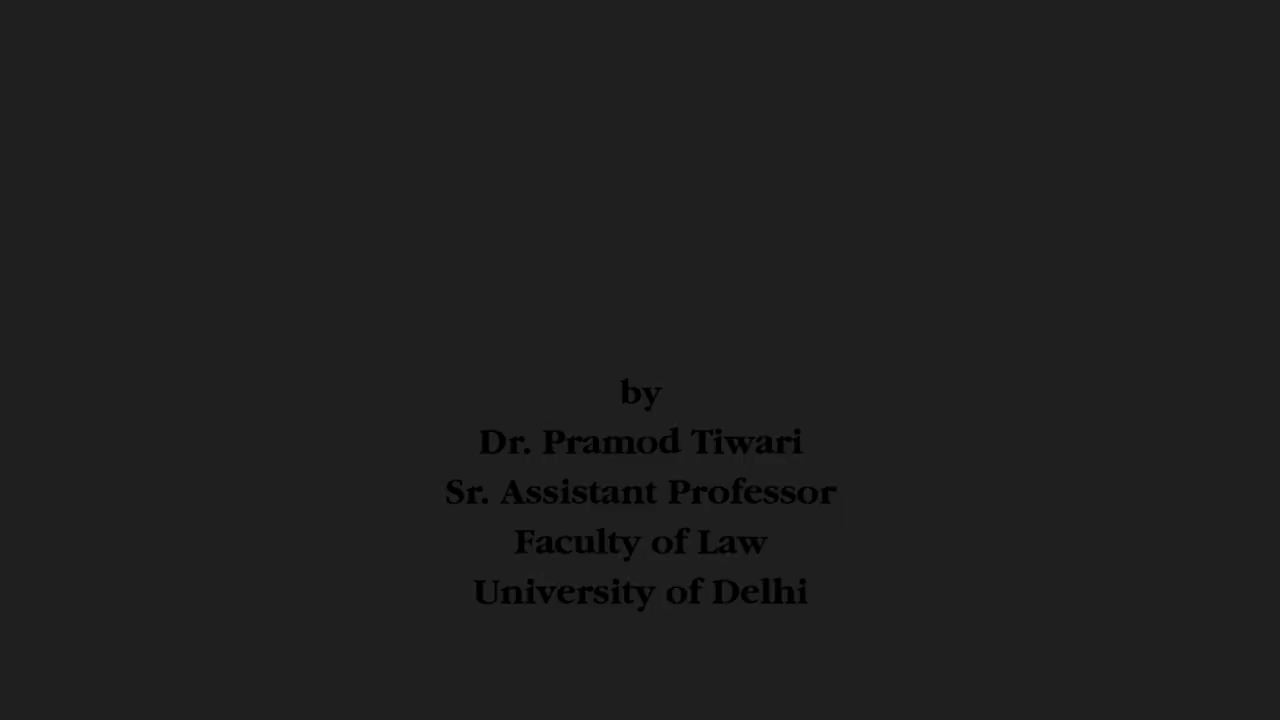 by
Dr. Pramod Tiwari
Sr. Assistant Professor
Faculty of Law
University of Delhi